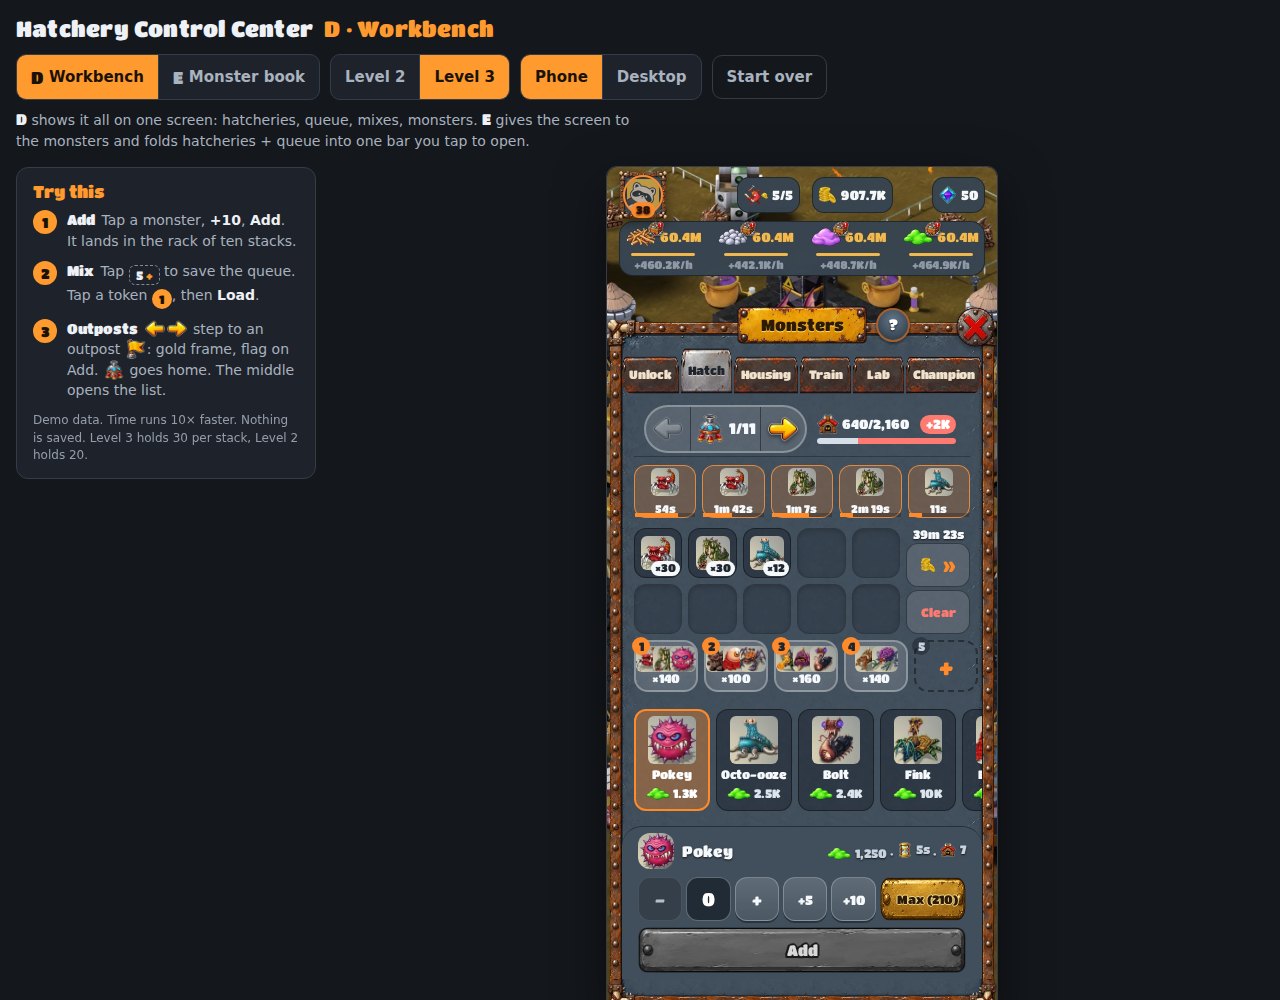 Hatchery Control Center D · Workbench
D Workbench E Monster book Level 2 Level 3 Phone Desktop Start over
D shows it all on one screen: hatcheries, queue, mixes, monsters. E gives the screen to
the monsters and folds hatcheries + queue into one bar you tap to open.
Try this
1 Add Tap a monster, +10, Add.
It lands in the rack of ten stacks.
2 Mix Tap 5+ to save the queue.
Tap a token 1, then Load.
3 Outposts step to an
outpost : gold frame, flag on
Add. goes home. The middle
opens the list.
Demo data. Time runs 10× faster. Nothing
is saved. Level 3 holds 30 per stack, Level 2
holds 20.
30 5/5 907.7K 50
60.4M 60.4M 60.4M 60.4M
+460.2K/h +442.1K/h +448.7K/h +464.9K/h
Monsters ?
Unlock Hatch Housing Train Lab Champion
1/11 640/2,160 +2K
54s 1m 42s 1m 7s 2m 19s 11s
39m 23s
×30 ×30 ×12 »
Clear
1 2 3 4 5
×140 ×100 ×160 ×140 +
Pokey Octo-ooze Bolt Fink
1.3K 2.5K 2.4K 10K
Pokey 1,250 · 5s · 7
− 0 + +5 +10 Max (210)
Add